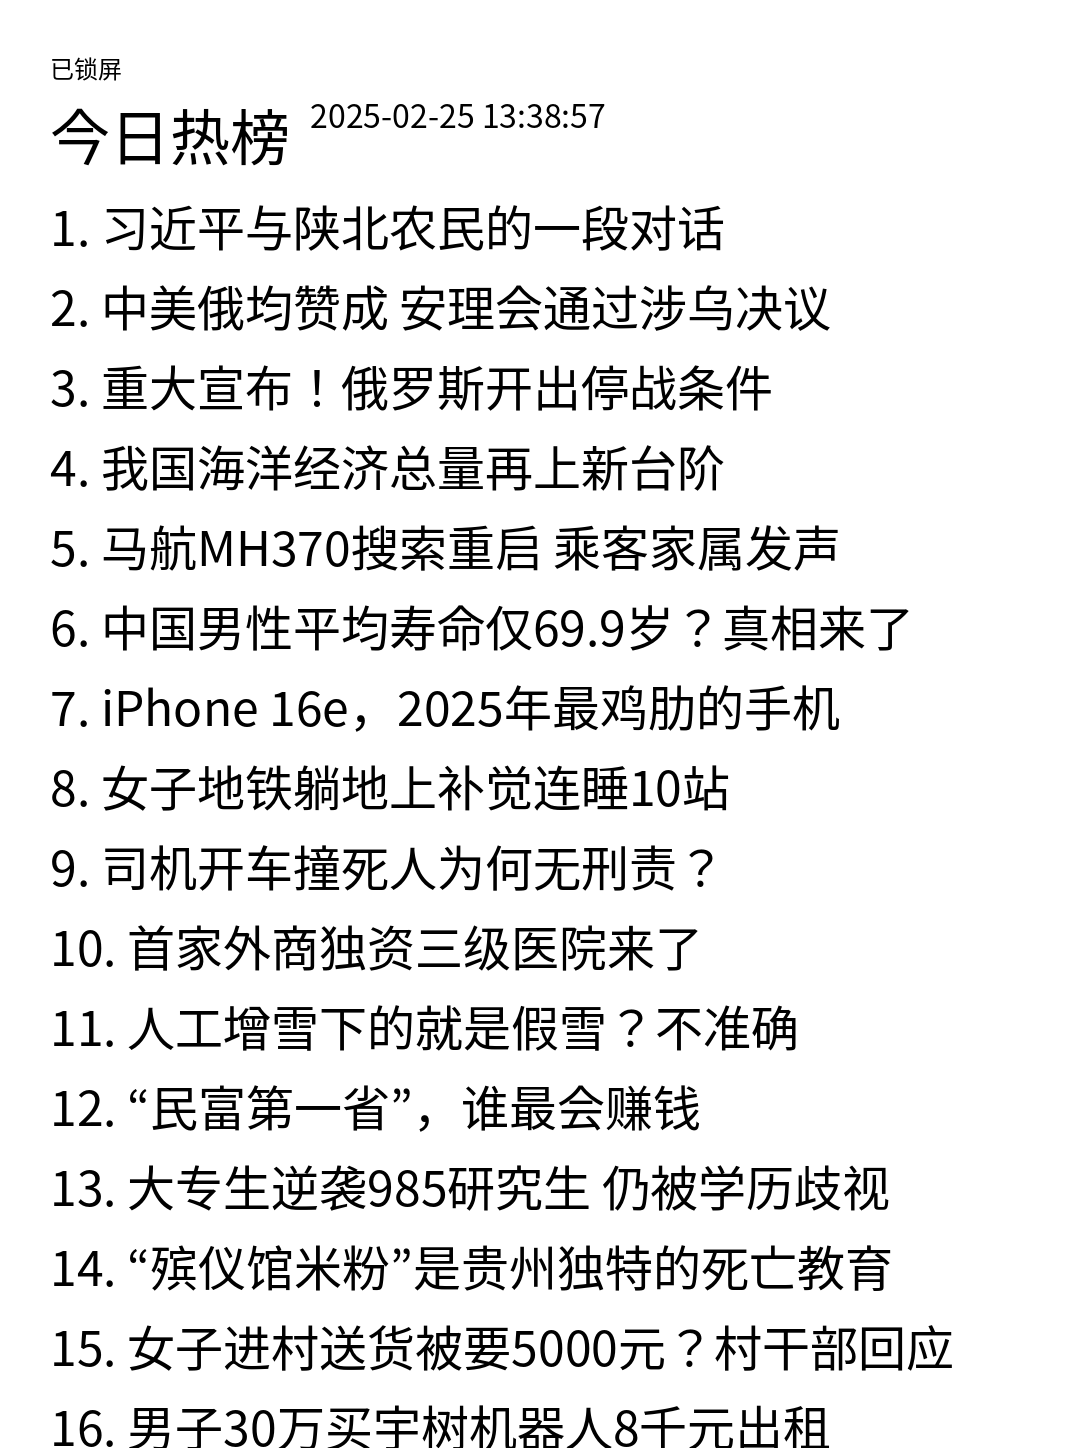 已锁屏
今日热榜 2025-02-25 13:38:57
1. 习近平与陕北农民的一段对话
2. 中美俄均赞成 安理会通过涉乌决议
3. 重大宣布！俄罗斯开出停战条件
4. 我国海洋经济总量再上新台阶
5. 马航MH370搜索重启 乘客家属发声
6. 中国男性平均寿命仅69.9岁？真相来了
7. iPhone 16e，2025年最鸡肋的手机
8. 女子地铁躺地上补觉连睡10站
9. 司机开车撞死人为何无刑责？
10. 首家外商独资三级医院来了
11. 人工增雪下的就是假雪？不准确
12. “民富第一省”，谁最会赚钱
13. 大专生逆袭985研究生 仍被学历歧视
14. “殡仪馆米粉”是贵州独特的死亡教育
15. 女子进村送货被要5000元？村干部回应
16. 男子30万买宇树机器人8千元出租